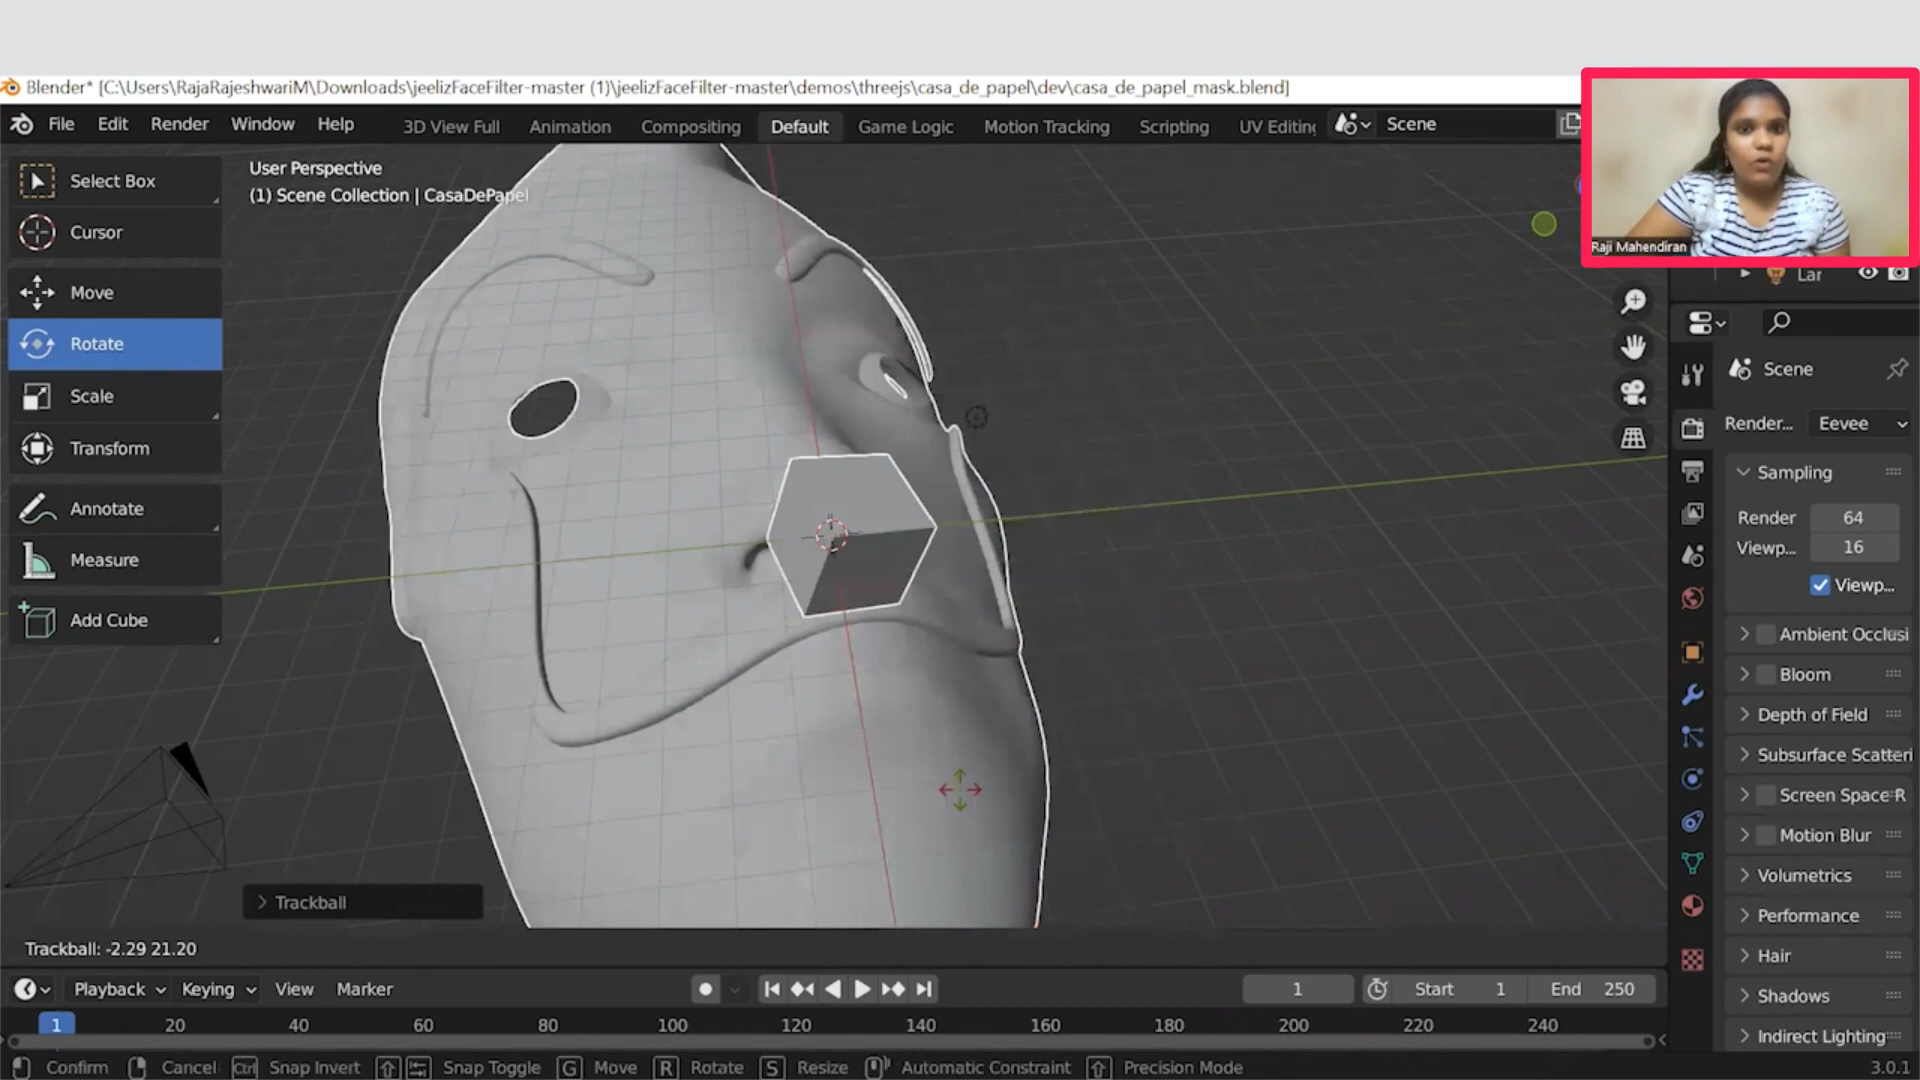 Blender* [C:\Users\RajaRajeshwariM\Downloads\jeelizFaceFilter-master (1)\jeelizFaceFilter-master\demos\threejs\casa_de_papel\dev\casa_de_papel_mask.blend]
File Edit Render Window Help 3D View Full Animation Compositing Default Game Logic Motion Tracking Scripting UV Editing Scene
User Perspective
(1) Scene Collection | CasaDePapel
Select Box
Cursor
Move
Rotate
Scale
Transform
Annotate
Measure
Add Cube
Raji Mahendiran
Lar
Scene
Render... Eevee
Sampling
Render 64
Viewp... 16
Viewp...
Ambient Occlusi
Bloom
Depth of Field
Subsurface Scatteri
Screen Space R
Motion Blur
Volumetrics
Performance
Hair
Shadows
Indirect Lighting
Trackball
Trackball: -2.29 21.20
Playback Keying View Marker 1 Start 1 End 250
1 20 40 60 80 100 120 140 160 180 200 220 240
Confirm Cancel Ctrl Snap Invert Snap Toggle G Move R Rotate S Resize Automatic Constraint Precision Mode 3.0.1